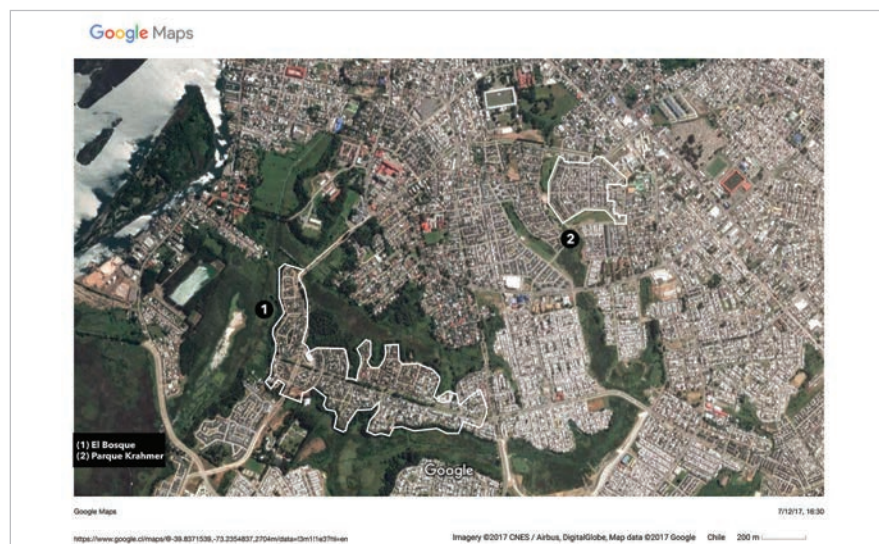 Google Maps
1
2
(1) El Bosque
(2) Parque Krahmer
Google
Google Maps
7/12/17, 16:30
https://www.google.cl/maps/@-39.8371539,-73.2354837,2704m/data=!3m1!1e3?hl=en
Imagery ©2017 CNES / Airbus, DigitalGlobe, Map data ©2017 Google Chile 200 m